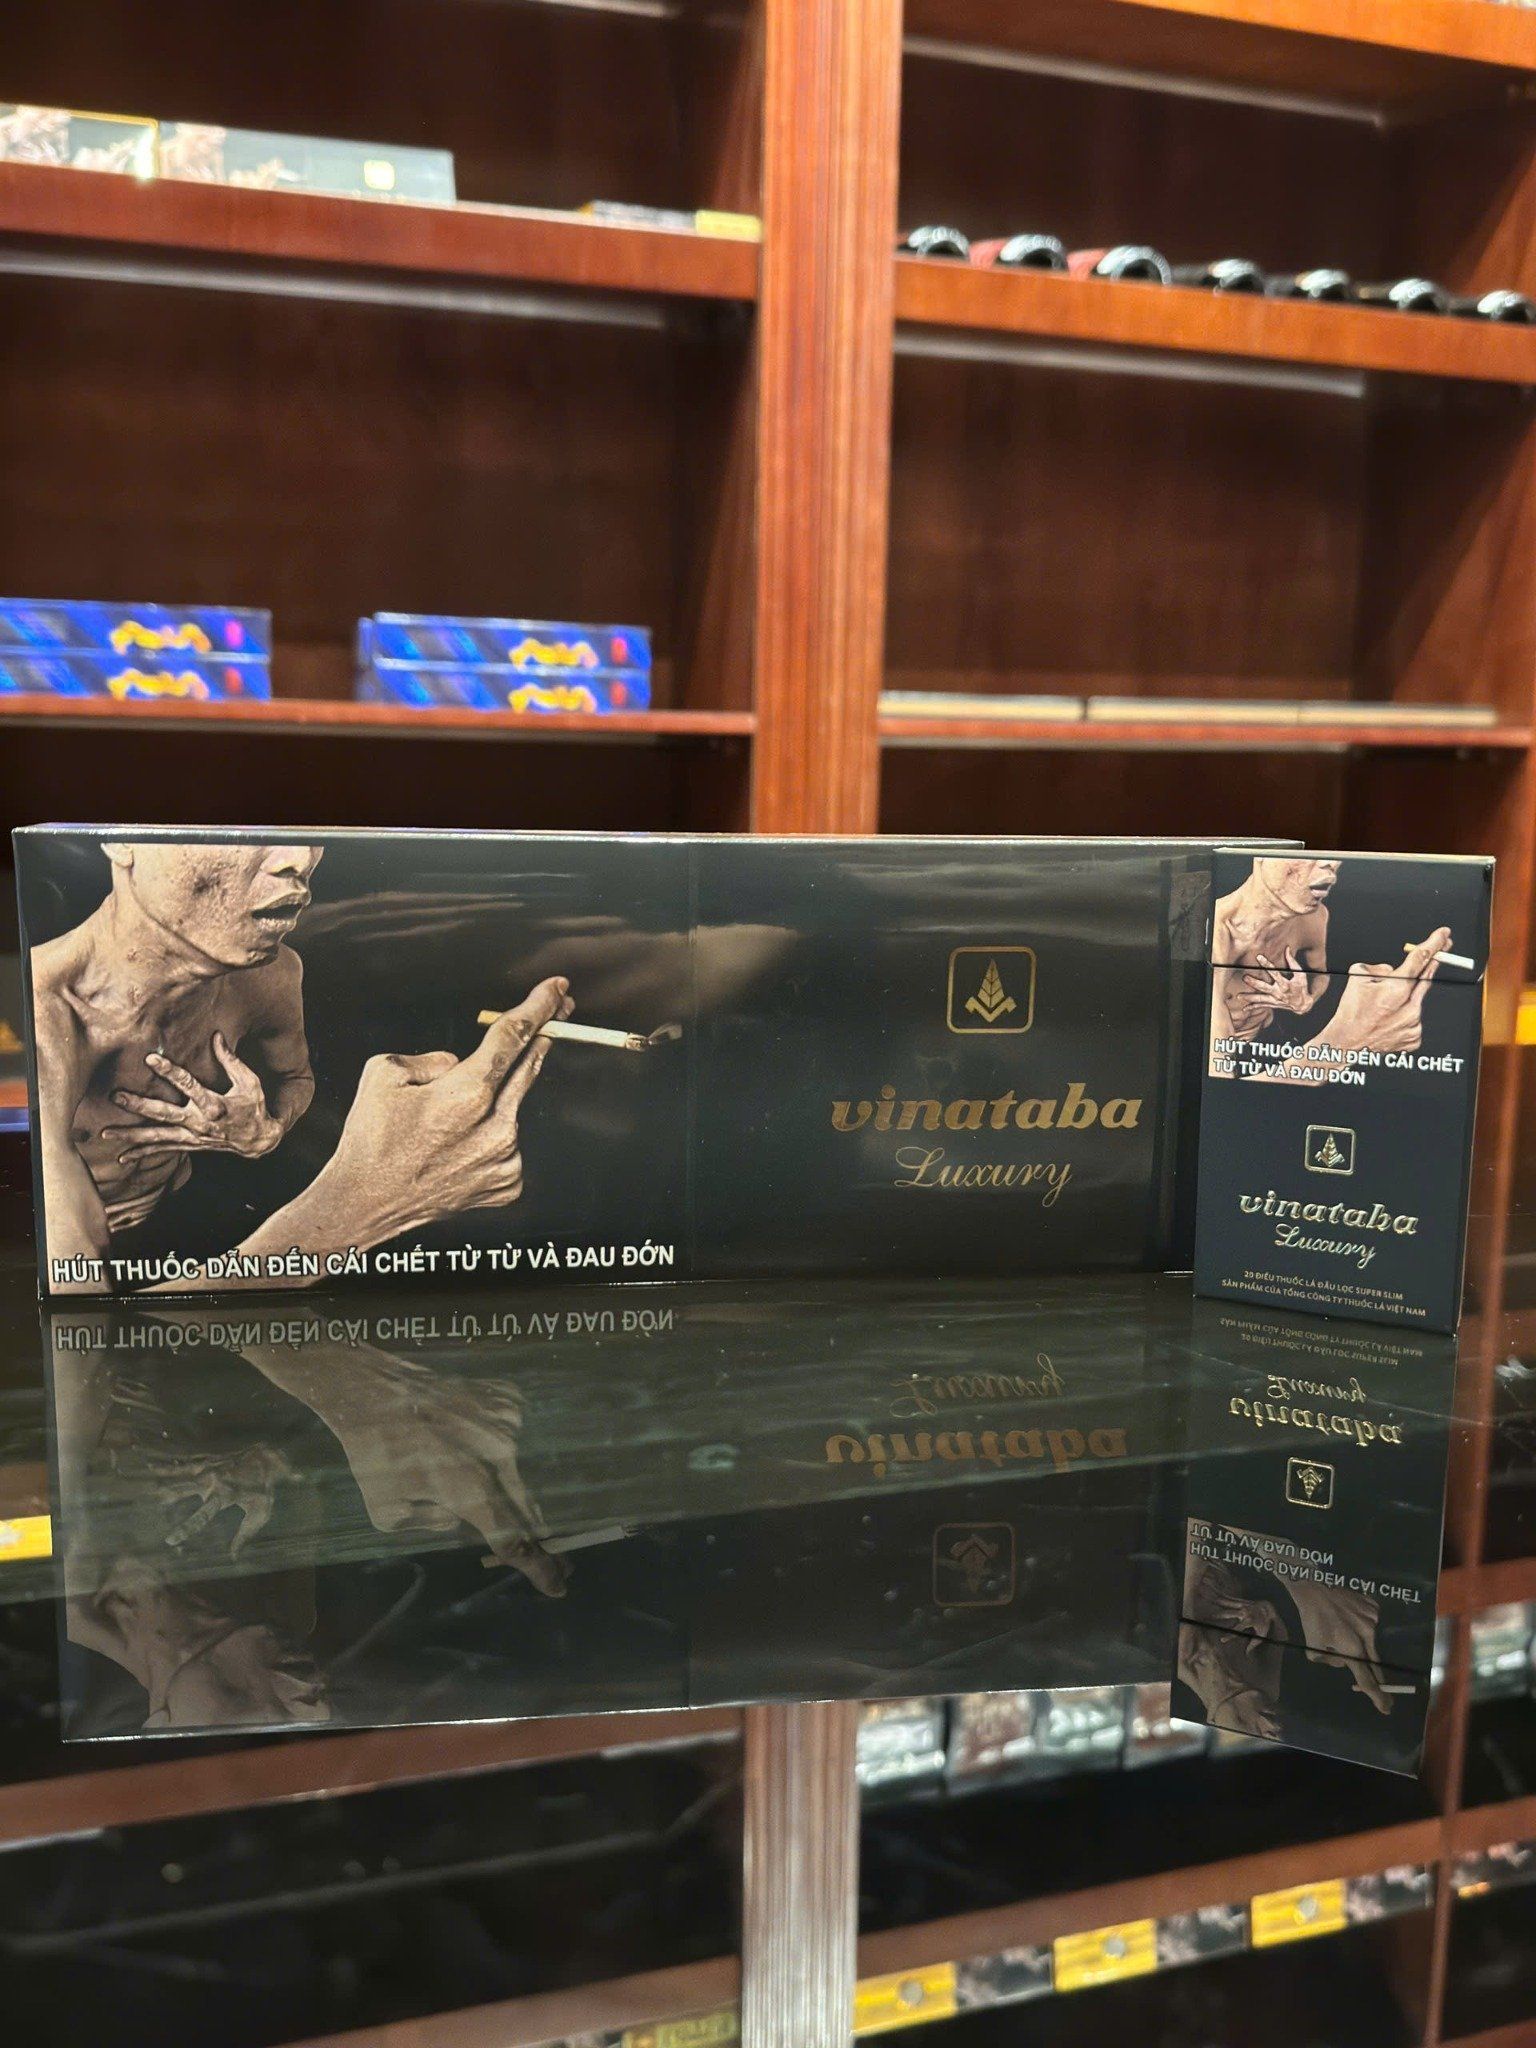 HÚT THUỐC DẪN ĐẾN CÁI CHẾT TỪ TỪ VÀ ĐAU ĐỚN
vinataba
Luxury
HÚT THUỐC DẪN ĐẾN CÁI CHẾT
TỪ TỪ VÀ ĐAU ĐỚN
vinataba
Luxury
20 ĐIẾU THUỐC LÁ ĐẦU LỌC SUPER SLIM
SẢN PHẨM CỦA TỔNG CÔNG TY THUỐC LÁ VIỆT NAM